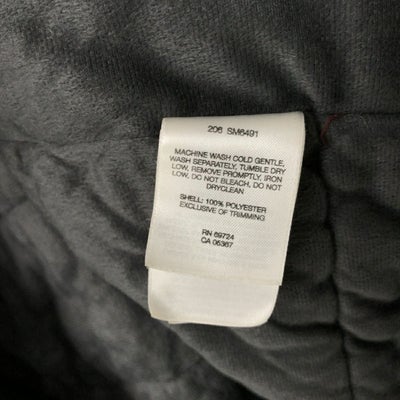 206 SM6491
MACHINE WASH COLD GENTLE,
WASH SEPARATELY, TUMBLE DRY
LOW, REMOVE PROMPTLY, IRON
LOW, DO NOT BLEACH, DO NOT
DRYCLEAN
SHELL: 100% POLYESTER
EXCLUSIVE OF TRIMMING
RN 69724
CA 05367